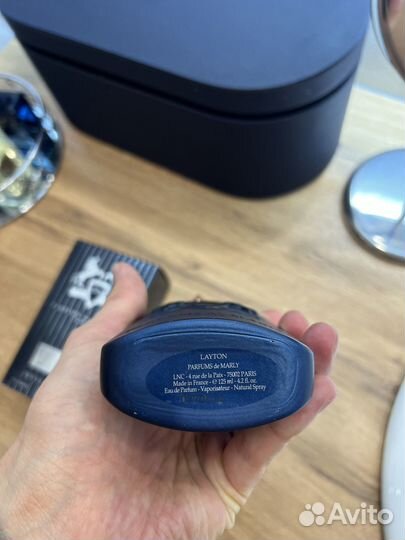 LAYTON
PARFUMS de MARLY
LNC - 4 rue de la Paix - 75002 PARIS
Made in France - ℮ 125 ml - 4.2 fl. oz.
Eau de Parfum - Vaporisateur - Natural Spray
Avito